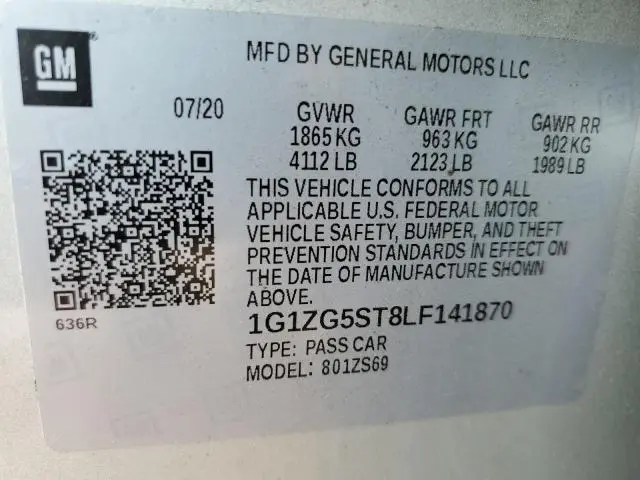 GM
MFD BY GENERAL MOTORS LLC
07/20 GVWR GAWR FRT GAWR RR
1865 KG 963 KG 902 KG
4112 LB 2123 LB 1989 LB
THIS VEHICLE CONFORMS TO ALL
APPLICABLE U.S. FEDERAL MOTOR
VEHICLE SAFETY, BUMPER, AND THEFT
PREVENTION STANDARDS IN EFFECT ON
THE DATE OF MANUFACTURE SHOWN
ABOVE.
636R
1G1ZG5ST8LF141870
TYPE: PASS CAR
MODEL: 801ZS69